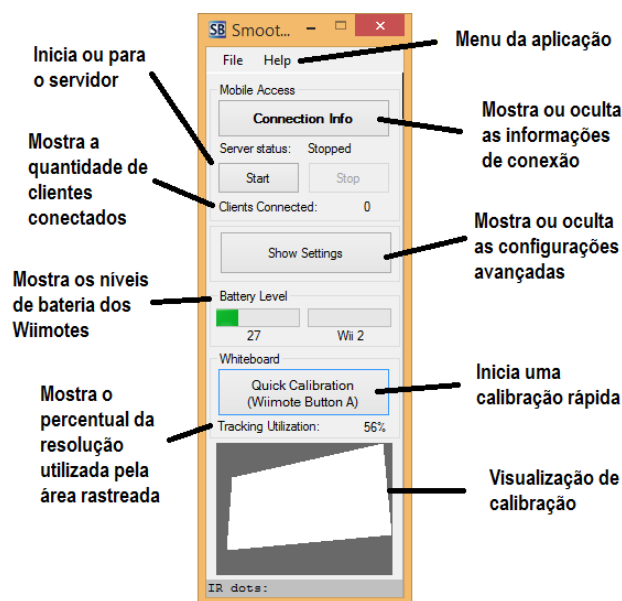 SB Smoot...
File Help
Mobile Access
Connection Info
Server status: Stopped
Start Stop
Clients Connected: 0
Show Settings
Battery Level
27 Wii 2
Whiteboard
Quick Calibration
(Wiimote Button A)
Tracking Utilization: 56%
IR dots:
Inicia ou para
o servidor
Mostra a
quantidade de
clientes
conectados
Mostra os níveis
de bateria dos
Wiimotes
Mostra o
percentual da
resolução
utilizada pela
área rastreada
Menu da aplicação
Mostra ou oculta
as informações
de conexão
Mostra ou oculta
as configurações
avançadas
Inicia uma
calibração rápida
Visualização de
calibração